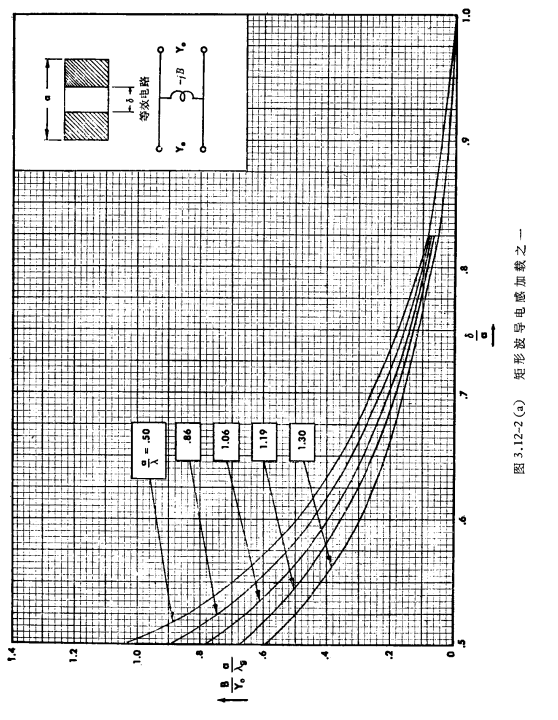 1.4
1.2
1.0
.8
.6
.4
.2
0
B/Y₀ a/λg
a/λ = .50
.86
1.06
1.19
1.30
a
δ
等效电路
Y₀ -jB Y₀
.5 .6 .7 .8 .9 1.0
δ/a
图 3.12-2(a) 矩形波导电感加载之一